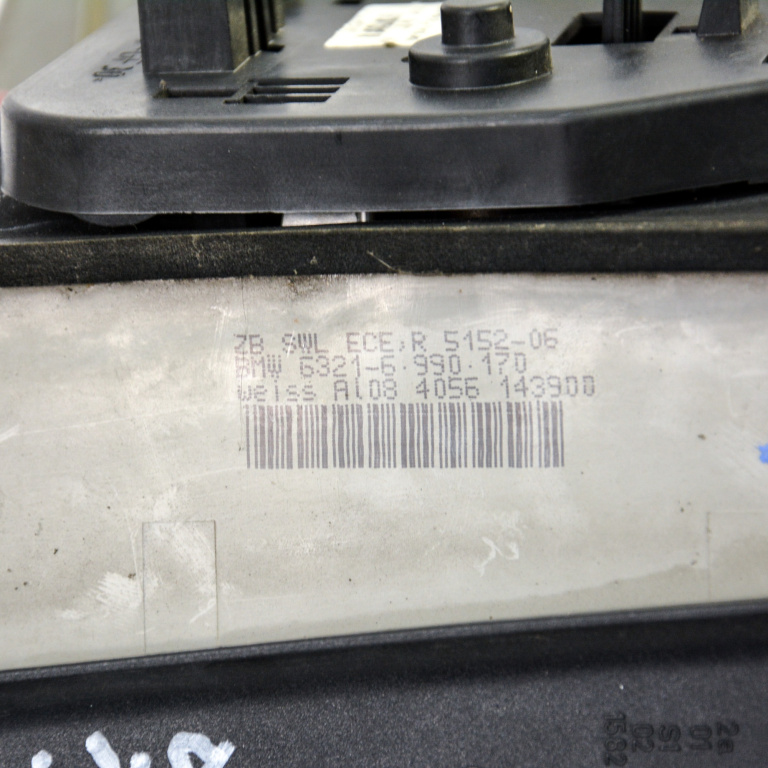 ZB SWL ECE,R 5152-06
BMW 6321-6.990.170
weiss Al08 4056 143900